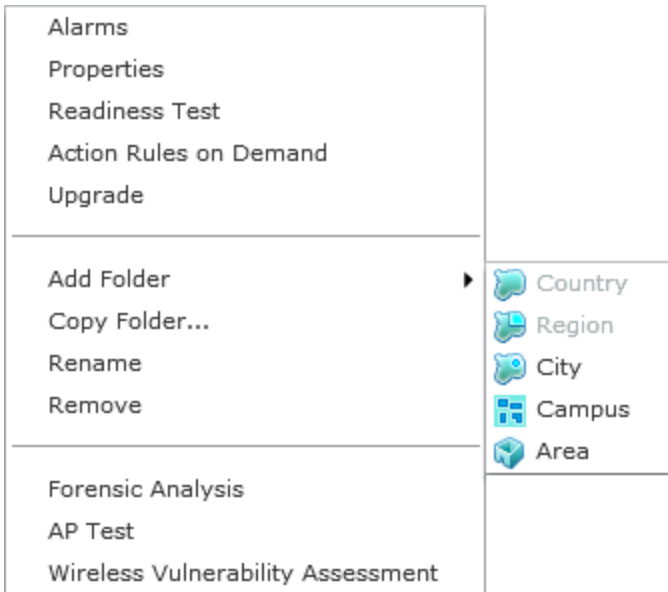 Alarms
Properties
Readiness Test
Action Rules on Demand
Upgrade
Add Folder
Copy Folder...
Rename
Remove
Forensic Analysis
AP Test
Wireless Vulnerability Assessment
Country
Region
City
Campus
Area